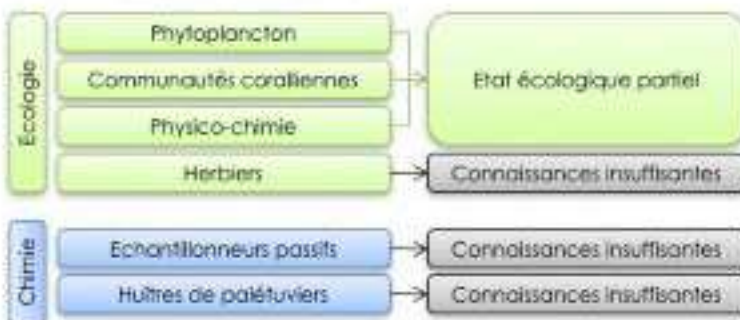 Ecologie
Phytoplancton
Communautés coralliennes
Physico-chimie
Etat écologique partiel
Herbiers
Connaissances insuffisantes
Chimie
Echantillonneurs passifs
Connaissances insuffisantes
Huîtres de palétuviers
Connaissances insuffisantes